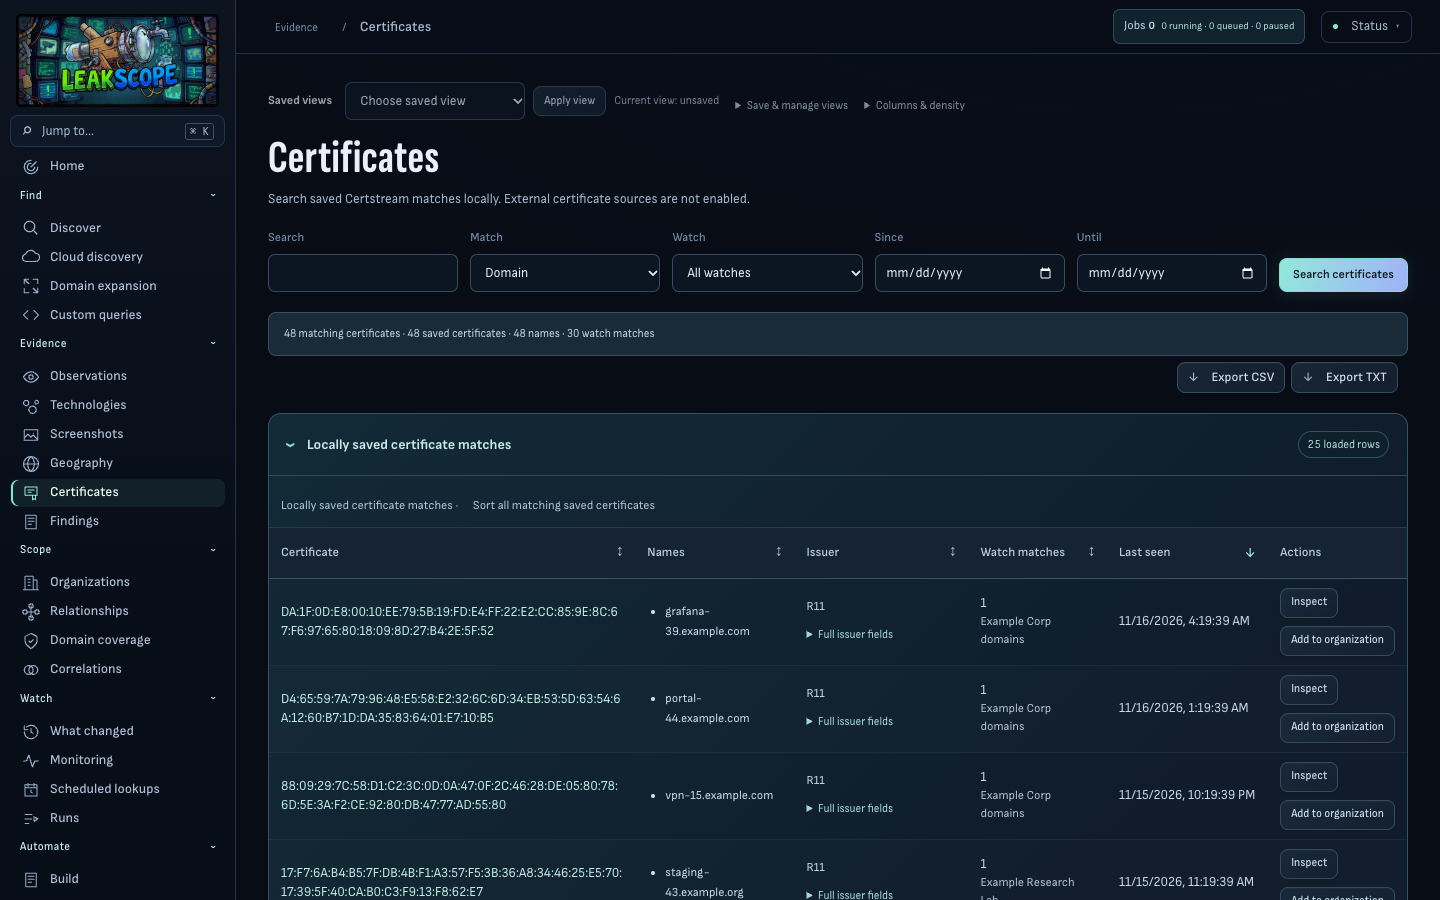 LEAKSCOPE
Jump to...
⌘ K
Home
Find
Discover
Cloud discovery
Domain expansion
Custom queries
Evidence
Observations
Technologies
Screenshots
Geography
Certificates
Findings
Scope
Organizations
Relationships
Domain coverage
Correlations
Watch
What changed
Monitoring
Scheduled lookups
Runs
Automate
Build
Evidence / Certificates
Jobs 0 0 running · 0 queued · 0 paused
Status
Saved views
Choose saved view
Apply view
Current view: unsaved
Save & manage views
Columns & density
Certificates
Search saved Certstream matches locally. External certificate sources are not enabled.
Search
Match
Domain
Watch
All watches
Since
mm/dd/yyyy
Until
mm/dd/yyyy
Search certificates
48 matching certificates · 48 saved certificates · 48 names · 30 watch matches
Export CSV
Export TXT
Locally saved certificate matches
25 loaded rows
Locally saved certificate matches · Sort all matching saved certificates
Certificate
Names
Issuer
Watch matches
Last seen
Actions
DA:1F:0D:E8:00:10:EE:79:5B:19:FD:E4:FF:22:E2:CC:85:9E:8C:6
7:F6:97:65:80:18:09:8D:27:B4:2E:5F:52
grafana-
39.example.com
R11
Full issuer fields
1
Example Corp
domains
11/16/2026, 4:19:39 AM
Inspect
Add to organization
D4:65:59:7A:79:96:48:E5:58:E2:32:6C:6D:34:EB:53:5D:63:54:6
A:12:60:B7:1D:DA:35:83:64:01:E7:10:B5
portal-
44.example.com
R11
Full issuer fields
1
Example Corp
domains
11/16/2026, 1:19:39 AM
Inspect
Add to organization
88:09:29:7C:58:D1:C2:3C:0D:0A:47:0F:2C:46:28:DE:05:80:78:
6D:5E:3A:F2:CE:92:80:DB:47:77:AD:55:80
vpn-15.example.com
R11
Full issuer fields
1
Example Corp
domains
11/15/2026, 10:19:39 PM
Inspect
Add to organization
17:F7:6A:B4:B5:7F:DB:4B:F1:A3:57:F5:3B:36:A8:34:46:25:E5:70:
17:39:5F:40:CA:B0:C3:F9:13:F8:62:E7
staging-
43.example.org
R11
Full issuer fields
1
Example Research
Lab
11/15/2026, 11:19:39 AM
Inspect
Add to organization